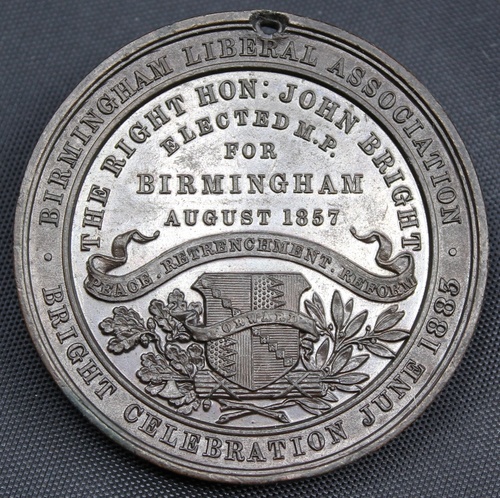 BIRMINGHAM LIBERAL ASSOCIATION
THE RIGHT HON: JOHN BRIGHT
ELECTED M.P.
FOR
BIRMINGHAM
AUGUST 1857
PEACE. RETRENCHMENT. REFORM
FORWARD
· BRIGHT CELEBRATION JUNE 1883 ·